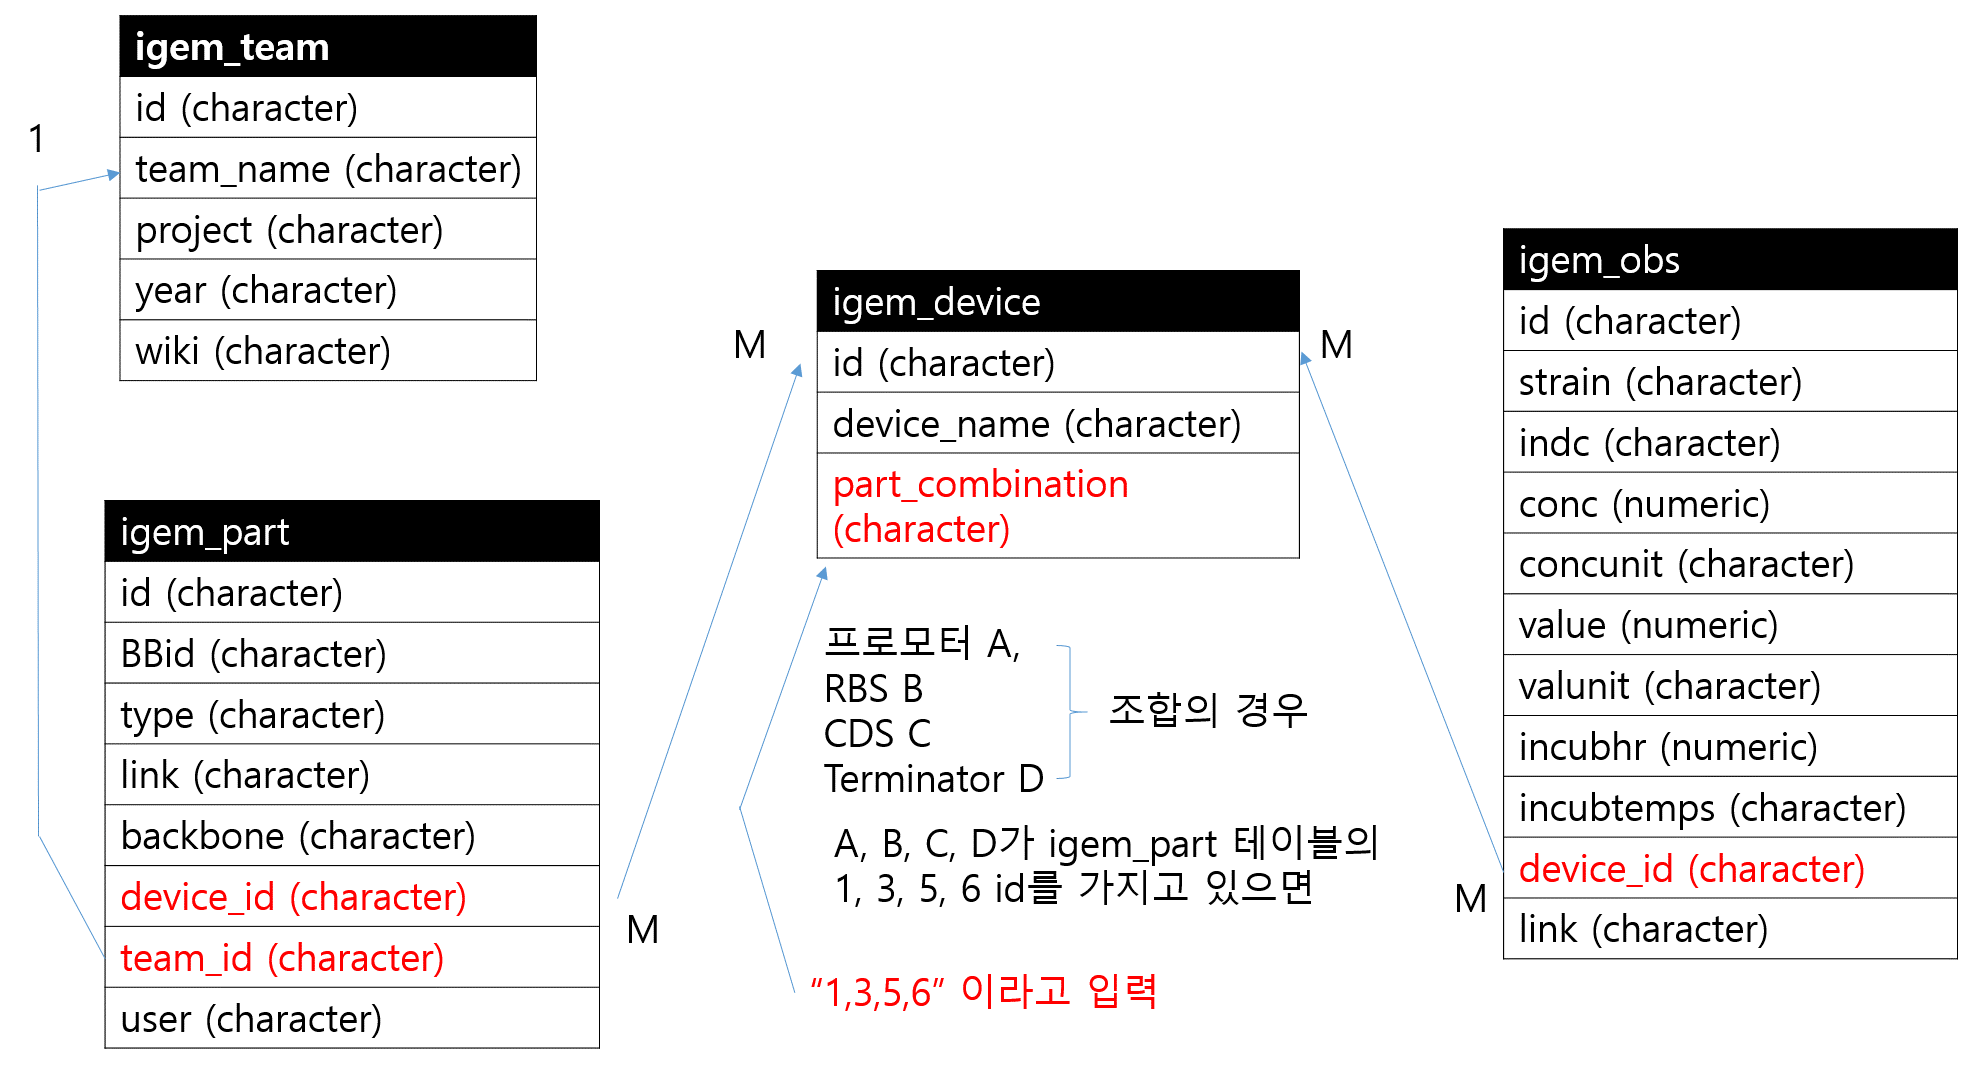 igem_team
id (character)
team_name (character)
project (character)
year (character)
wiki (character)
1
igem_part
id (character)
BBid (character)
type (character)
link (character)
backbone (character)
device_id (character)
team_id (character)
user (character)
M
M
igem_device
id (character)
device_name (character)
part_combination
(character)
M
프로모터 A,
RBS B
CDS C
Terminator D
조합의 경우
A, B, C, D가 igem_part 테이블의
1, 3, 5, 6 id를 가지고 있으면
“1,3,5,6” 이라고 입력
M
igem_obs
id (character)
strain (character)
indc (character)
conc (numeric)
concunit (character)
value (numeric)
valunit (character)
incubhr (numeric)
incubtemps (character)
device_id (character)
link (character)